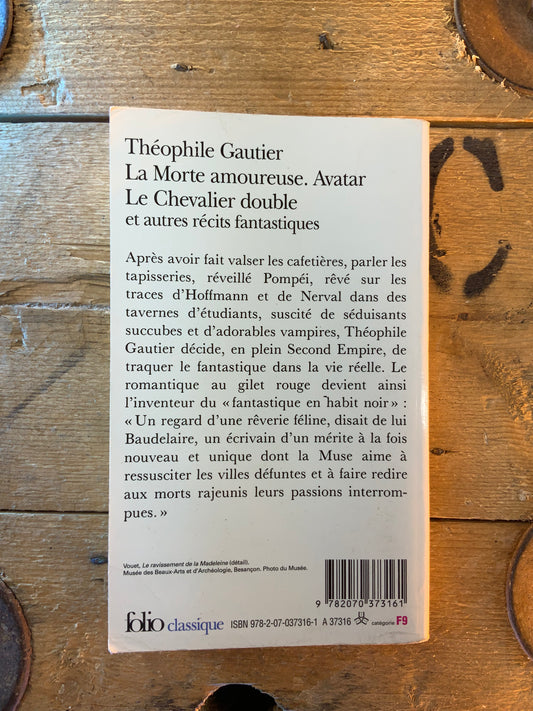 Théophile Gautier
La Morte amoureuse. Avatar
Le Chevalier double
et autres récits fantastiques
Après avoir fait valser les cafetières, parler les
tapisseries, réveillé Pompéi, rêvé sur les
traces d'Hoffmann et de Nerval dans des
tavernes d'étudiants, suscité de séduisants
succubes et d'adorables vampires, Théophile
Gautier décide, en plein Second Empire, de
traquer le fantastique dans la vie réelle. Le
romantique au gilet rouge devient ainsi
l'inventeur du « fantastique en habit noir » :
« Un regard d'une rêverie féline, disait de lui
Baudelaire, un écrivain d'un mérite à la fois
nouveau et unique dont la Muse aime à
ressusciter les villes défuntes et à faire redire
aux morts rajeunis leurs passions interrom-
pues. »
Vouet, Le ravissement de la Madeleine (détail).
Musée des Beaux-Arts et d'Archéologie, Besançon. Photo du Musée.
9 782070 373161
folio classique ISBN 978-2-07-037316-1 A 37316 catégorie F9